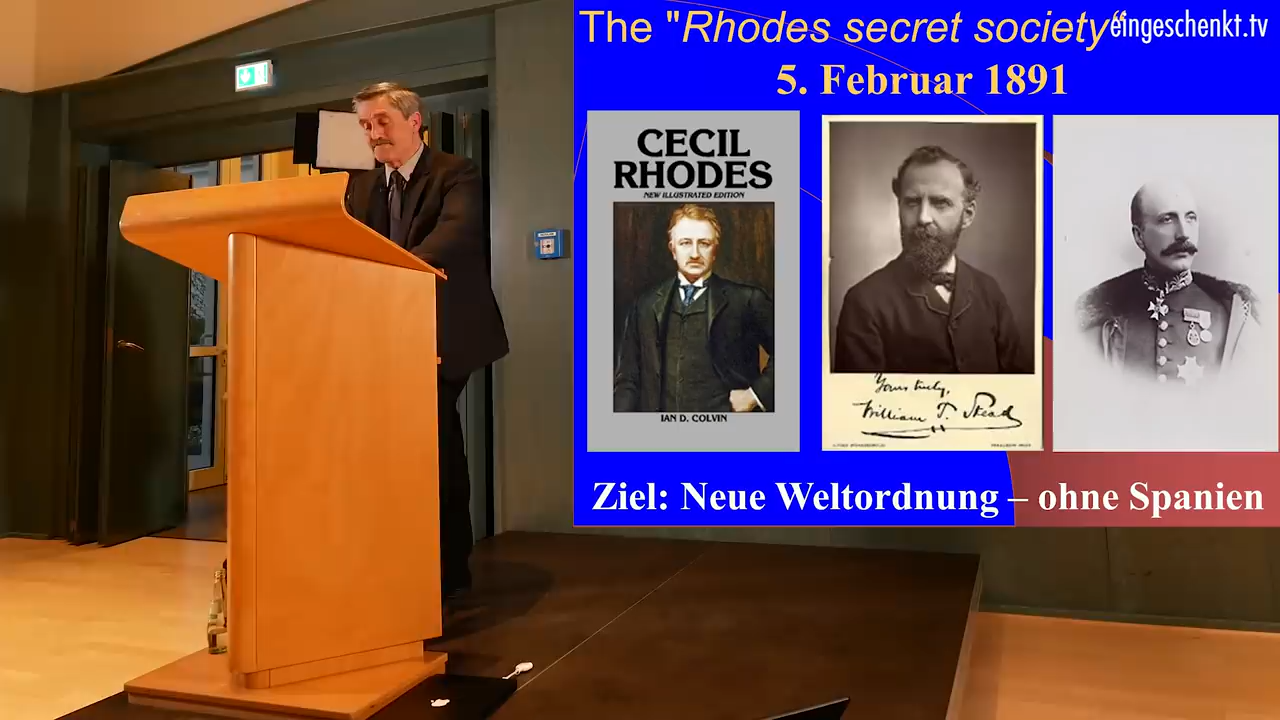 The "Rhodes secret society"
eingeschenkt.tv
5. Februar 1891
CECIL
RHODES
NEW ILLUSTRATED EDITION
IAN D. COLVIN
Yours truly,
William T. Stead
Ziel: Neue Weltordnung – ohne Spanien